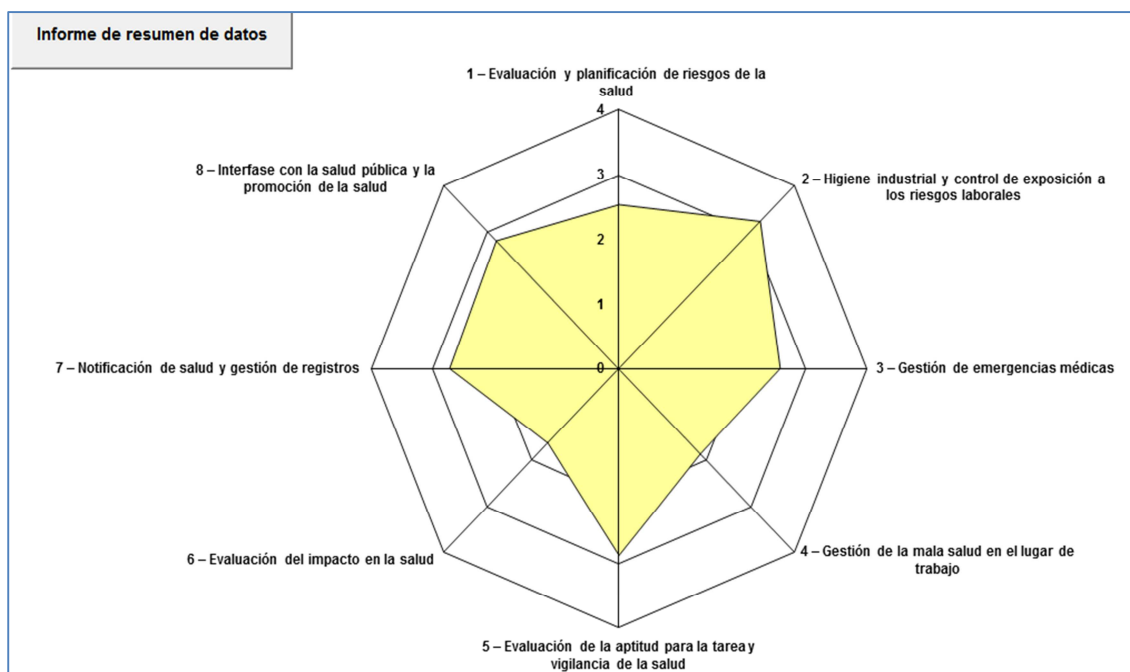 Informe de resumen de datos
1 – Evaluación y planificación de riesgos de la
salud
4
3
2
1
0
8 – Interfase con la salud pública y la
promoción de la salud
2 – Higiene industrial y control de exposición a
los riesgos laborales
7 – Notificación de salud y gestión de registros
3 – Gestión de emergencias médicas
6 – Evaluación del impacto en la salud
4 – Gestión de la mala salud en el lugar de
trabajo
5 – Evaluación de la aptitud para la tarea y
vigilancia de la salud